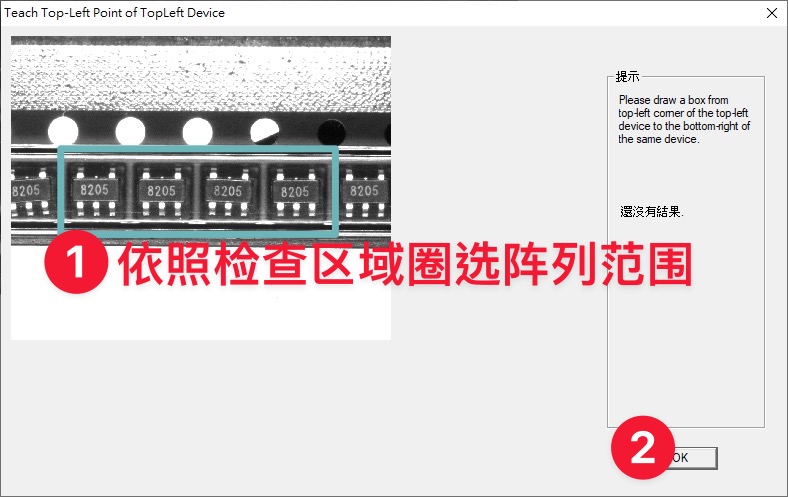 Teach Top-Left Point of TopLeft Device
提示
Please draw a box from
top-left corner of the top-left
device to the bottom-right of
the same device.
8205 8205 8205 8205 8205 8205
還沒有結果.
1 依照检查区域圈選阵列范围
2 OK